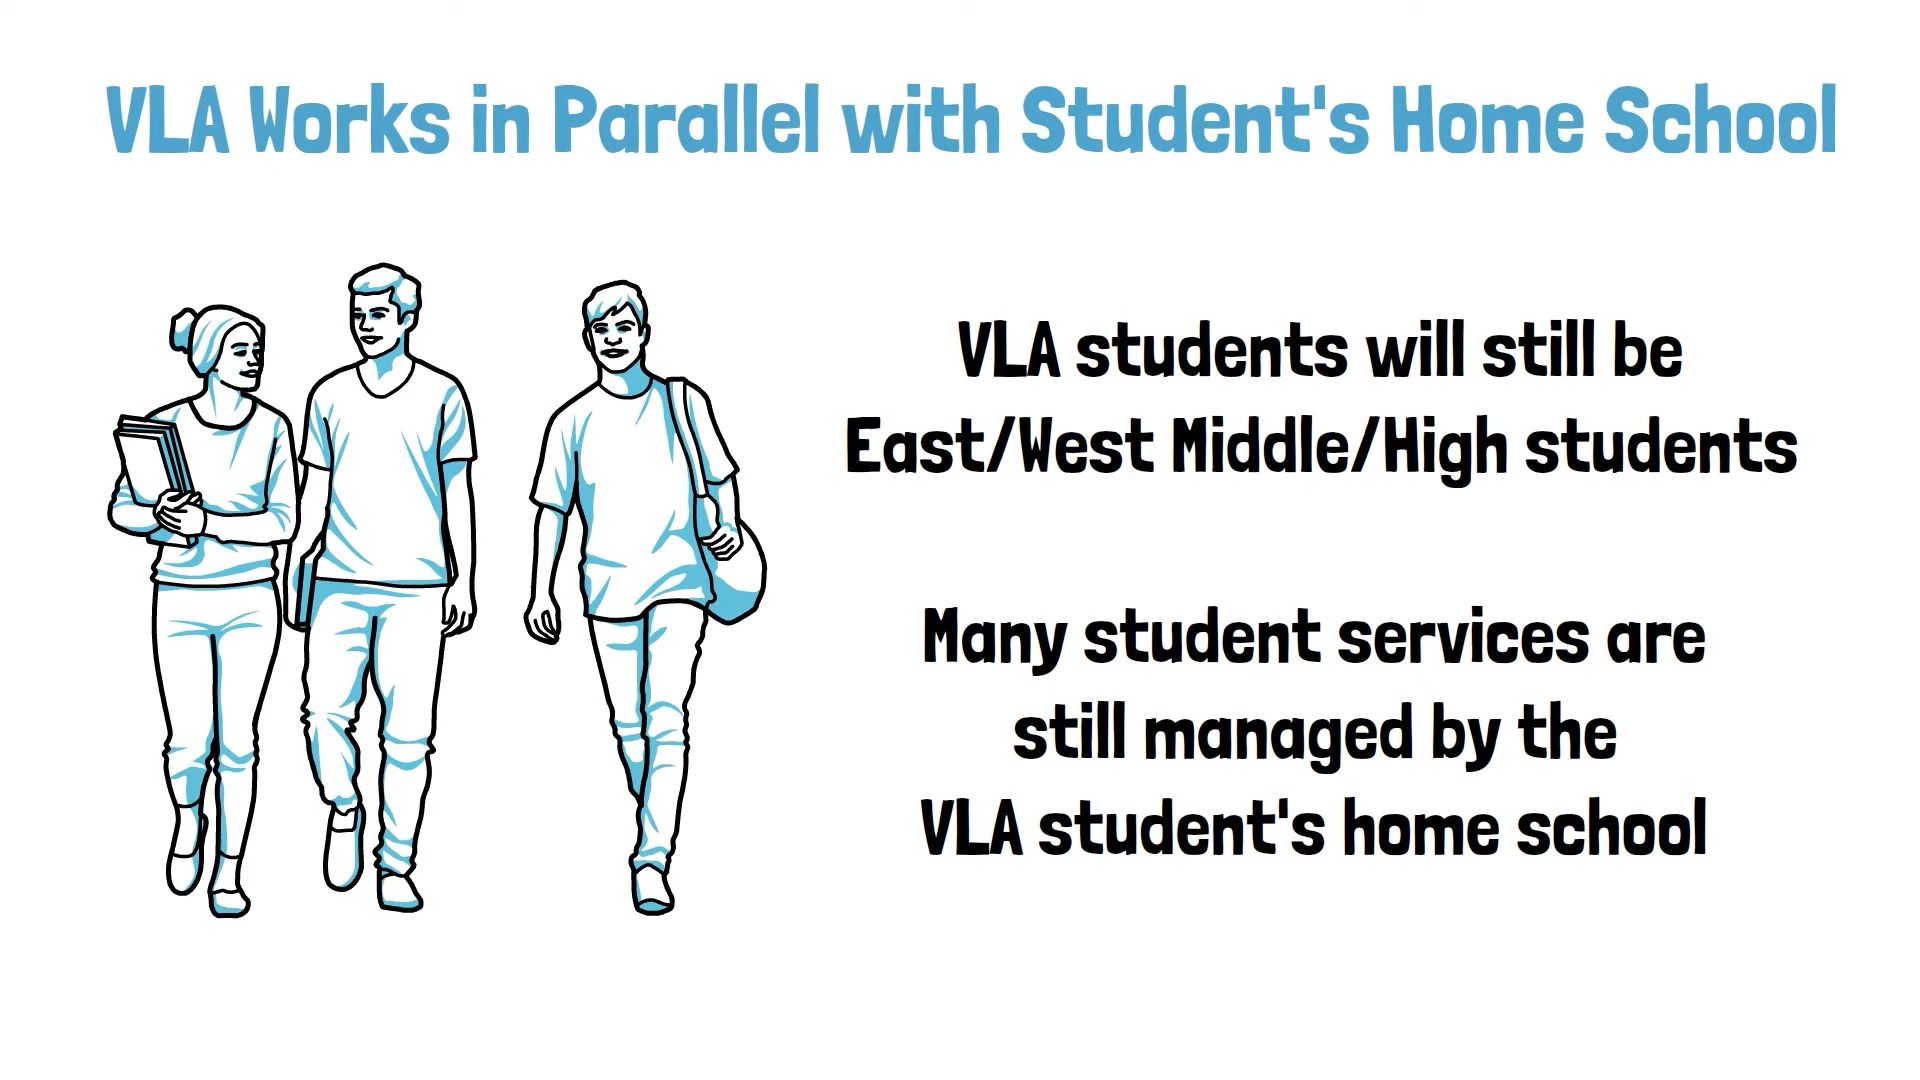 VLA Works in Parallel with Student's Home School
VLA students will still be
East/West Middle/High students
Many student services are
still managed by the
VLA student's home school